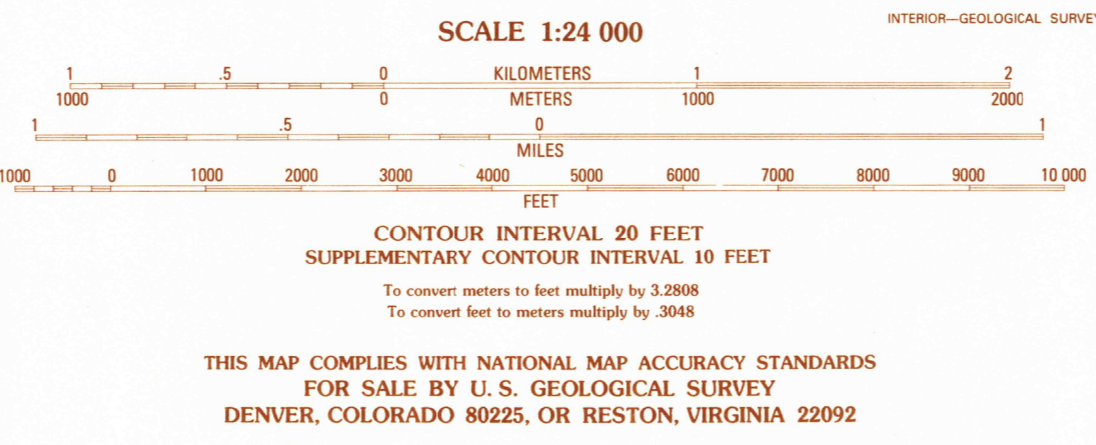 INTERIOR—GEOLOGICAL SURVEY
SCALE 1:24 000
1 .5 0 KILOMETERS 1 2
1000 0 METERS 1000 2000
1 .5 0 1
MILES
1000 0 1000 2000 3000 4000 5000 6000 7000 8000 9000 10 000
FEET
CONTOUR INTERVAL 20 FEET
SUPPLEMENTARY CONTOUR INTERVAL 10 FEET
To convert meters to feet multiply by 3.2808
To convert feet to meters multiply by .3048
THIS MAP COMPLIES WITH NATIONAL MAP ACCURACY STANDARDS
FOR SALE BY U. S. GEOLOGICAL SURVEY
DENVER, COLORADO 80225, OR RESTON, VIRGINIA 22092